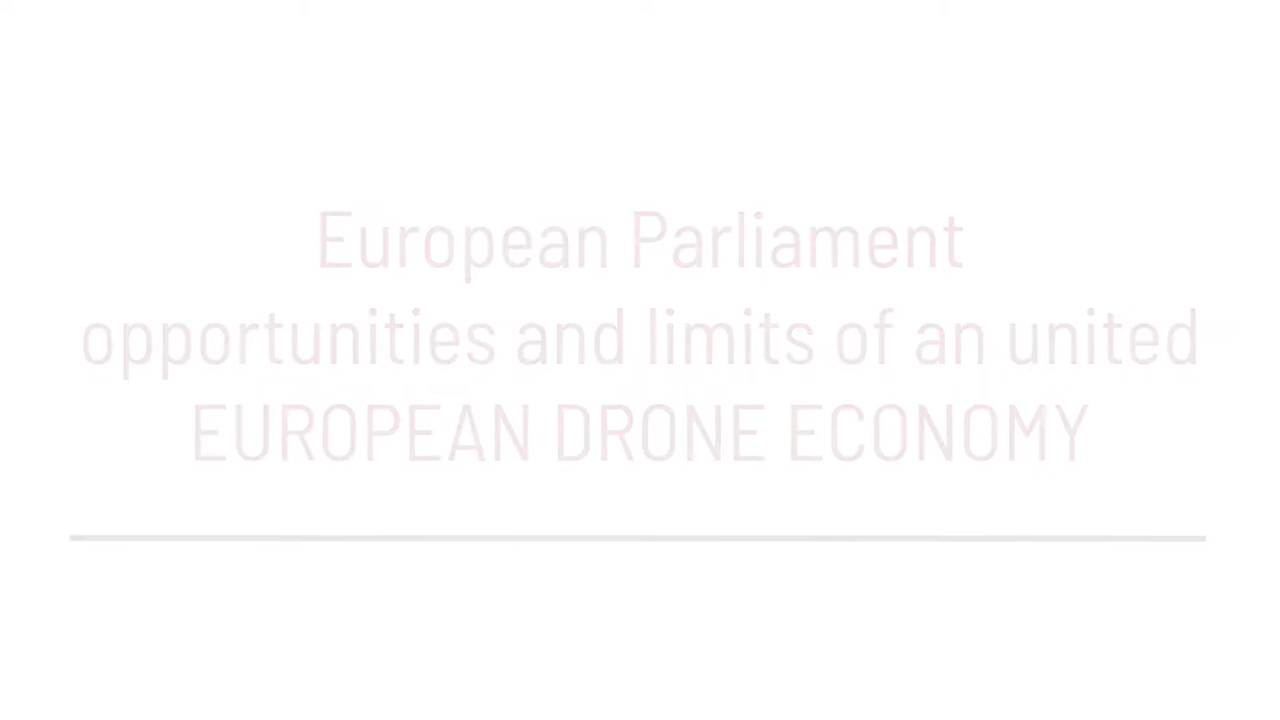 European Parliament
opportunities and limits of an united
EUROPEAN DRONE ECONOMY